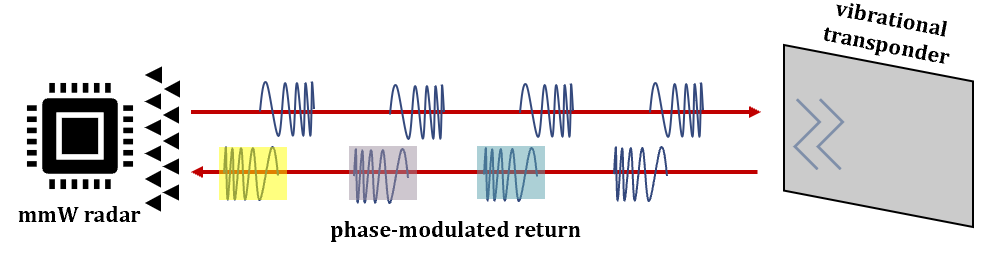 vibrational
transponder
mmW radar
phase-modulated return